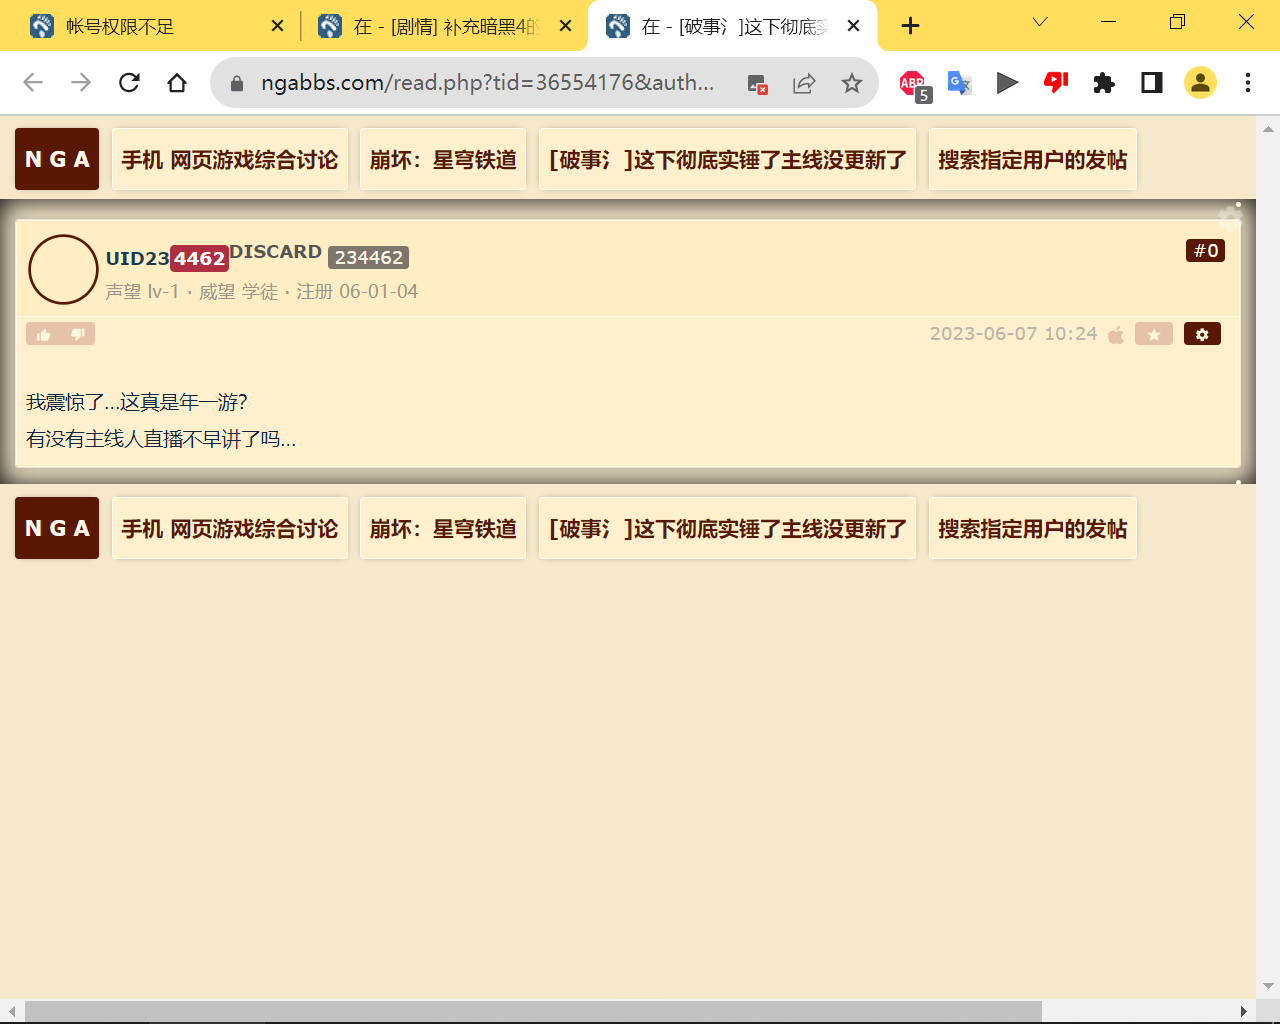 帐号权限不足
在 - [剧情] 补充暗黑4的
在 - [破事氵]这下彻底实
ngabbs.com/read.php?tid=36554176&auth...
ABP
5
N G A
手机 网页游戏综合讨论
崩坏：星穹铁道
[破事氵]这下彻底实锤了主线没更新了
搜索指定用户的发帖
UID234462 DISCARD 234462
#0
声望 lv-1 · 威望 学徒 · 注册 06-01-04
2023-06-07 10:24
我震惊了...这真是年一游?
有没有主线人直播不早讲了吗...
N G A
手机 网页游戏综合讨论
崩坏：星穹铁道
[破事氵]这下彻底实锤了主线没更新了
搜索指定用户的发帖